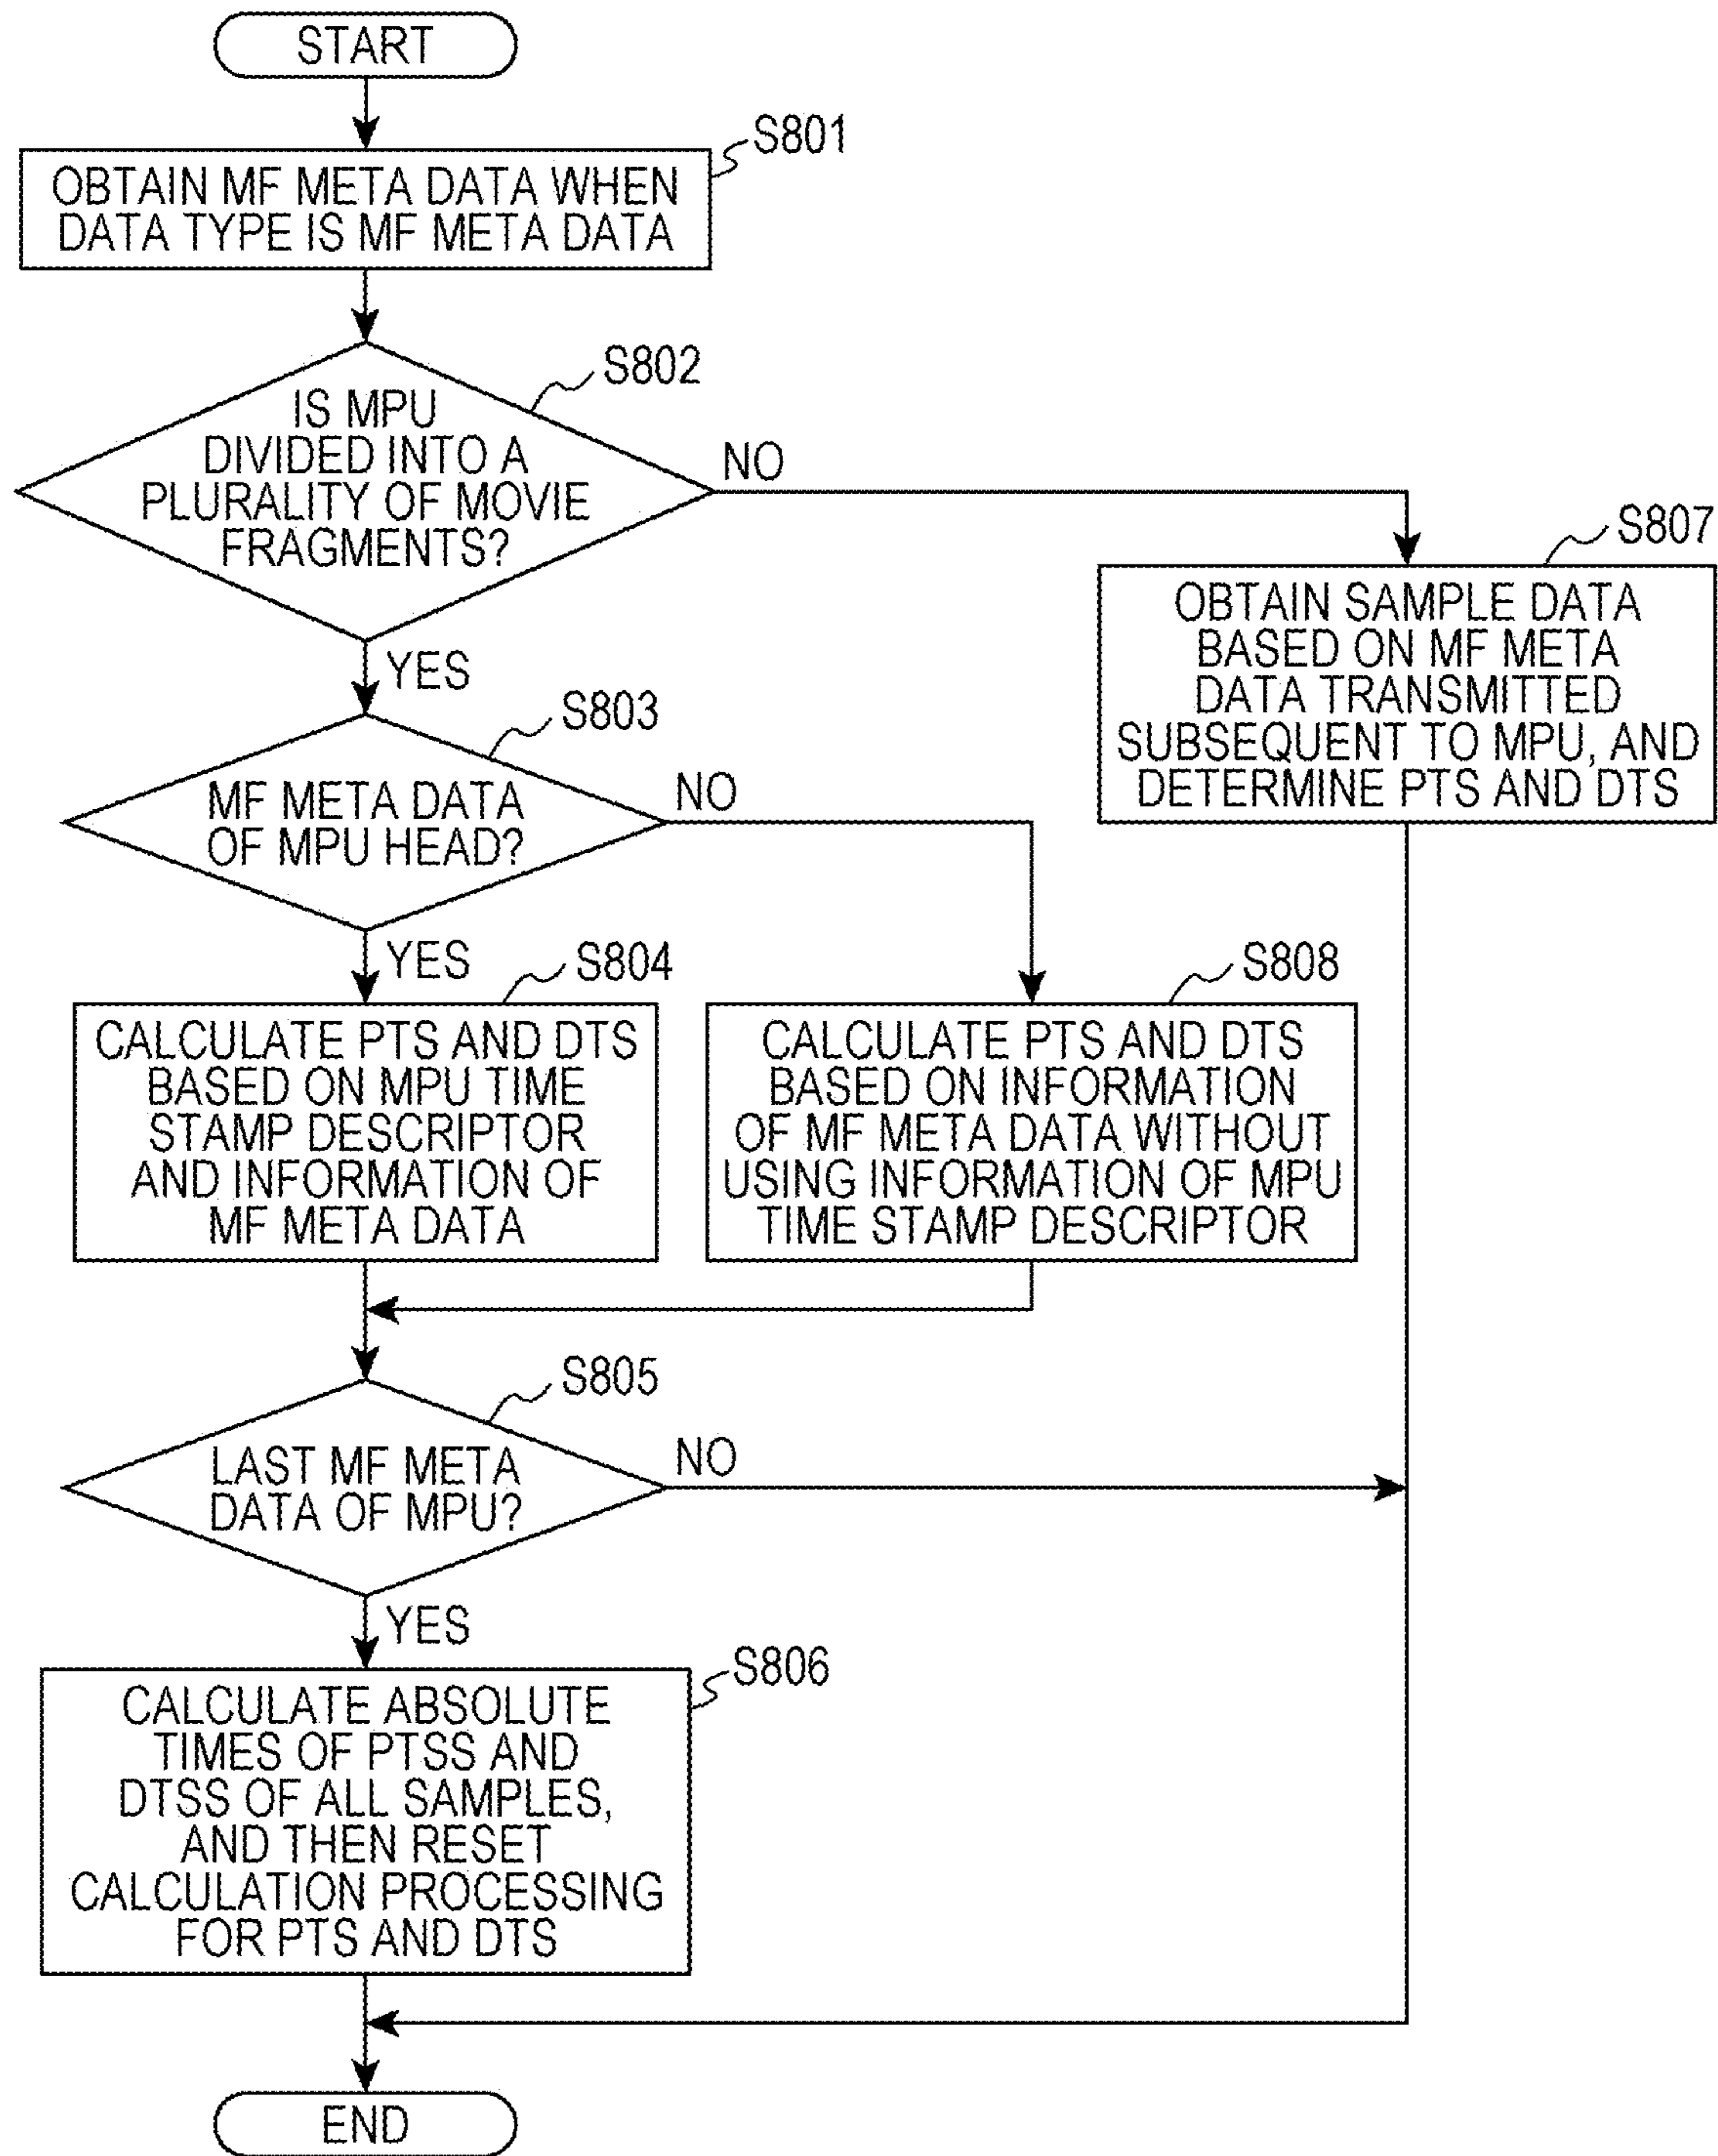 START
S801
OBTAIN MF META DATA WHEN
DATA TYPE IS MF META DATA
S802
IS MPU
DIVIDED INTO A
PLURALITY OF MOVIE
FRAGMENTS?
NO
YES
S807
OBTAIN SAMPLE DATA
BASED ON MF META
DATA TRANSMITTED
SUBSEQUENT TO MPU, AND
DETERMINE PTS AND DTS
S803
MF META DATA
OF MPU HEAD?
NO
YES
S804
CALCULATE PTS AND DTS
BASED ON MPU TIME
STAMP DESCRIPTOR
AND INFORMATION OF
MF META DATA
S808
CALCULATE PTS AND DTS
BASED ON INFORMATION
OF MF META DATA WITHOUT
USING INFORMATION OF MPU
TIME STAMP DESCRIPTOR
S805
LAST MF META
DATA OF MPU?
NO
YES
S806
CALCULATE ABSOLUTE
TIMES OF PTSS AND
DTSS OF ALL SAMPLES,
AND THEN RESET
CALCULATION PROCESSING
FOR PTS AND DTS
END